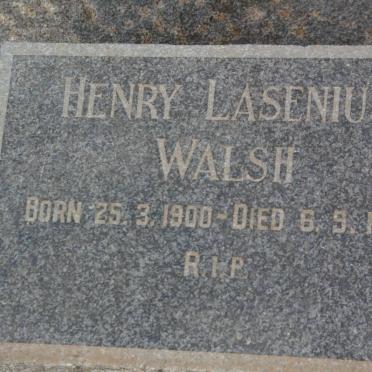 HENRY LASENIU
WALSH
BORN 25.3.1900-DIED 6.9.1
R.I.P.